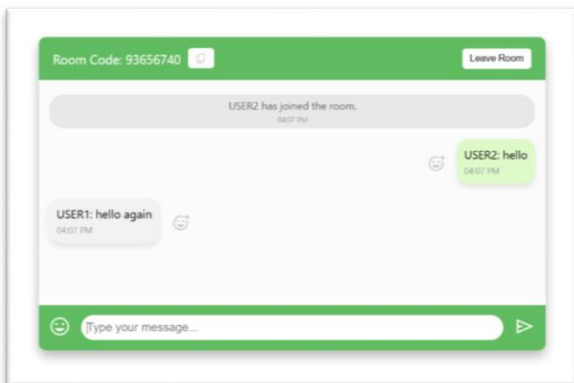 Room Code: 93656740
Leave Room
USER2 has joined the room.
04:07 PM
USER2: hello
04:07 PM
USER1: hello again
04:07 PM
Type your message...